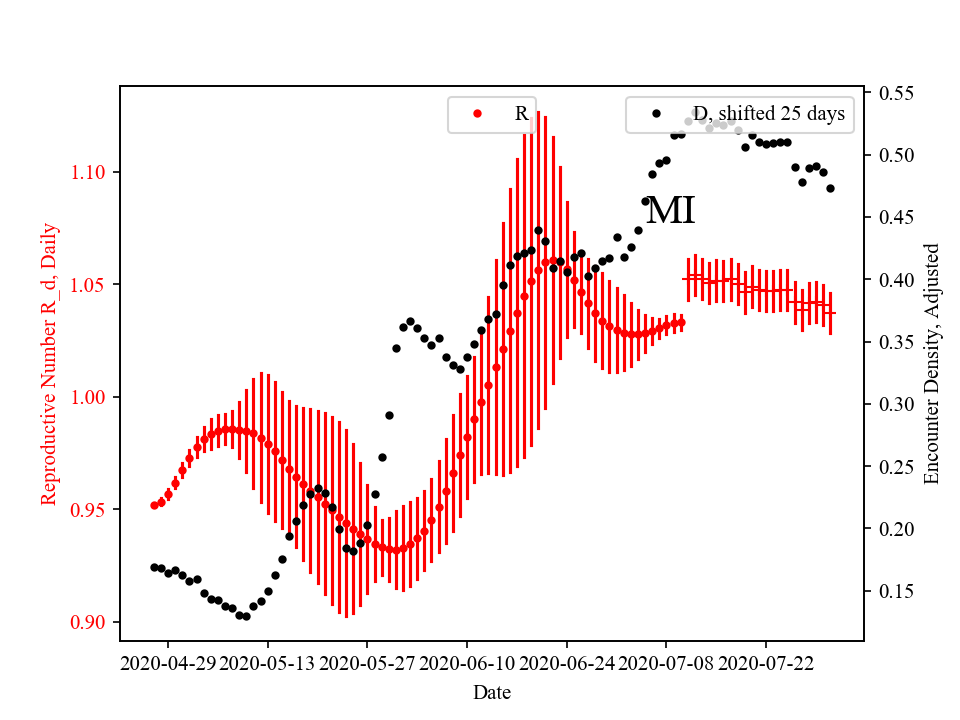 R
D, shifted 25 days
MI
1.10
1.05
1.00
0.95
0.90
Reproductive Number R_d, Daily
0.55
0.50
0.45
0.40
0.35
0.30
0.25
0.20
0.15
Encounter Density, Adjusted
2020-04-29 2020-05-13 2020-05-27 2020-06-10 2020-06-24 2020-07-08 2020-07-22
Date